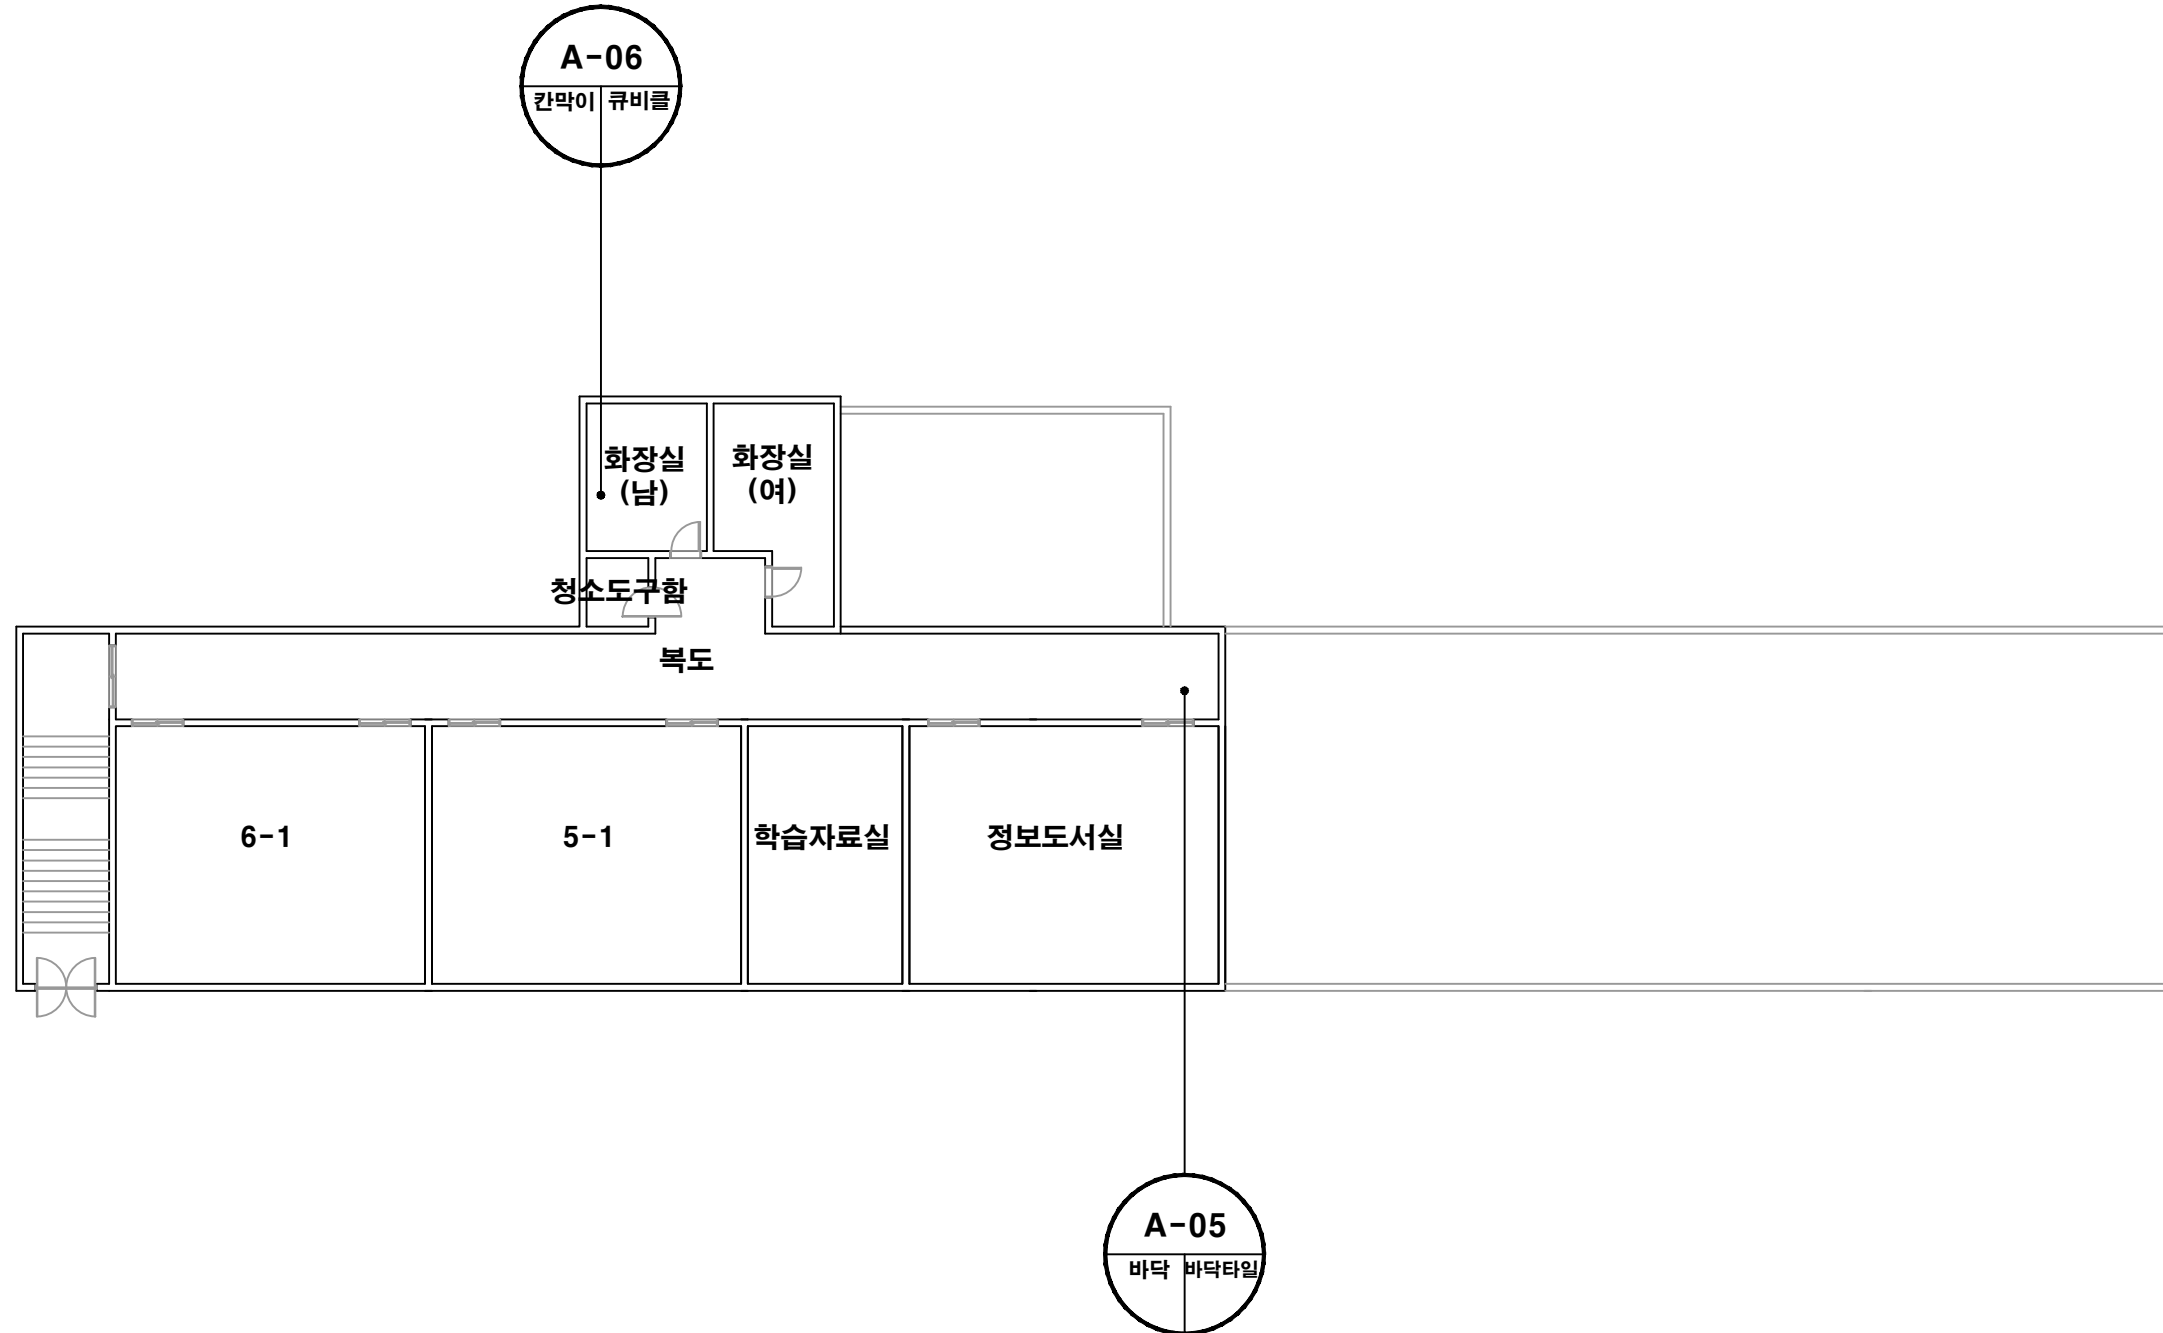 A-06
칸막이 큐비클
화장실
(남)
화장실
(여)
청소도구함
복도
6-1
5-1
학습자료실
정보도서실
A-05
바닥 바닥타일